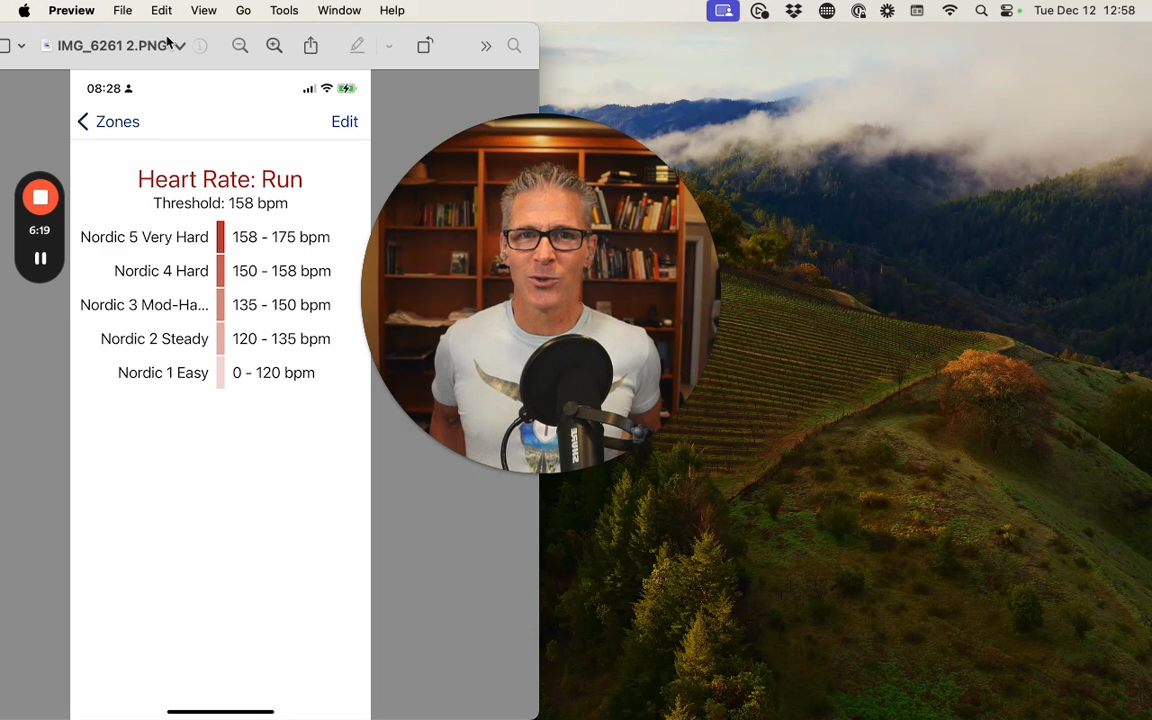 Preview File Edit View Go Tools Window Help Tue Dec 12 12:58
IMG_6261 2.PNG
08:28
Zones Edit
Heart Rate: Run
Threshold: 158 bpm
Nordic 5 Very Hard 158 - 175 bpm
Nordic 4 Hard 150 - 158 bpm
Nordic 3 Mod-Ha... 135 - 150 bpm
Nordic 2 Steady 120 - 135 bpm
Nordic 1 Easy 0 - 120 bpm
6:19
SHURE